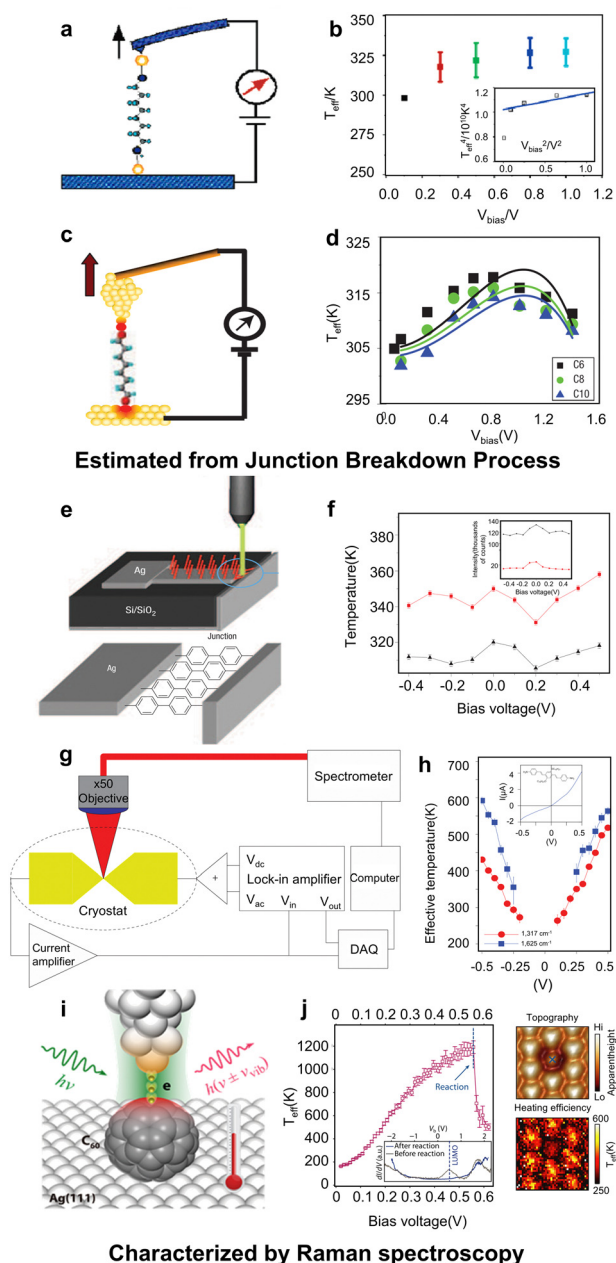 a
b
T_eff/K
350
325
300
275
250
0.0 0.2 0.4 0.6 0.8 1.0 1.2
V_bias/V
T_eff^4/10^10K^4
1.2
1.0
0.8
0.6
0.0 0.4 0.8 1.2
V_bias^2/V^2
c
d
T_eff(K)
325
315
305
295
0.0 0.4 0.8 1.2 1.6
V_bias(V)
C6
C8
C10
Estimated from Junction Breakdown Process
e
Ag
Si/SiO2
Junction
Ag
f
Temperature(K)
360
340
320
-0.4 -0.2 0.0 0.2 0.4
Bias voltage(V)
Intensity(thousands
of counts)
140
120
100
20
-0.4 -0.2 0.0 0.2 0.4
Bias voltage(V)
g
x50
Objective
Spectrometer
Cryostat
+
V_dc
Lock-in amplifier
V_ac V_in V_out
Computer
Current
amplifier
DAQ
h
Effective temperature(K)
700
600
500
400
300
200
-0.5 -0.25 0 0.25 0.5
(V)
I(μA)
4
2
0
-0.5 0 0.5
(V)
1,317 cm⁻¹
1,625 cm⁻¹
i
hν
e
h(ν ± ν_vib)
C60
Ag(111)
j
0.0 0.1 0.2 0.3 0.4 0.5 0.6
T_eff(K)
1400
1200
1000
800
600
400
200
0
Reaction
V_b (V)
-2 -1 0 1 2
After reaction
Before reaction
LUMO
dI/dV (a.u.)
0.0 0.1 0.2 0.3 0.4 0.5 0.6
Bias voltage(V)
Topography
Hi
Apparentheight
Lo
Heating efficiency
600
T_eff(K)
250
Characterized by Raman spectroscopy